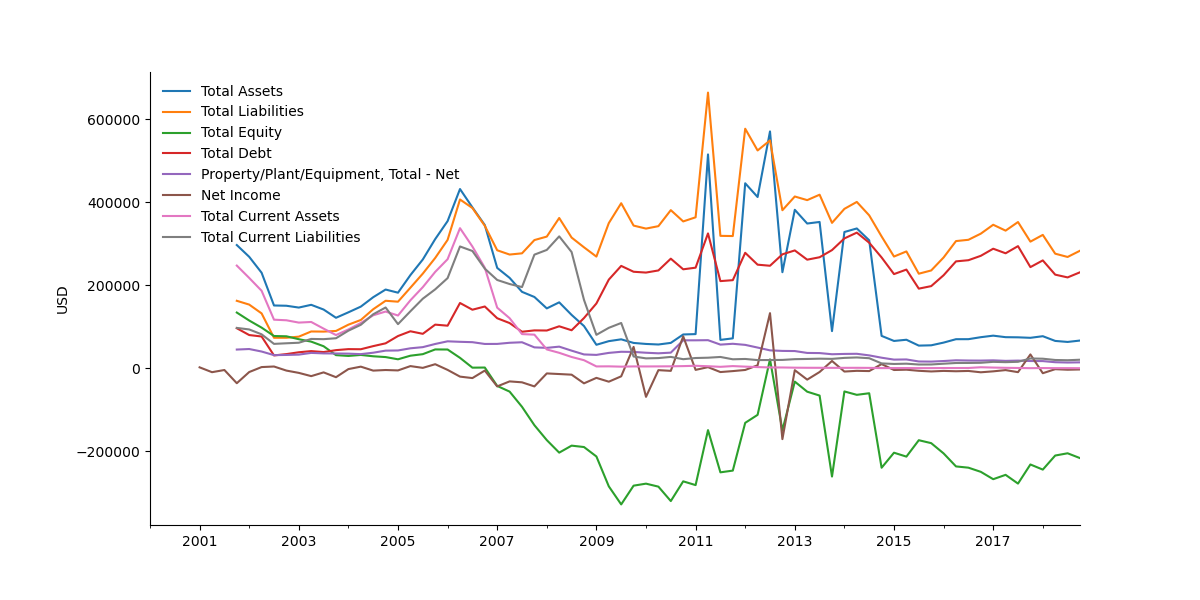 Total Assets
Total Liabilities
Total Equity
Total Debt
Property/Plant/Equipment, Total - Net
Net Income
Total Current Assets
Total Current Liabilities
USD
600000
400000
200000
0
−200000
2001 2003 2005 2007 2009 2011 2013 2015 2017